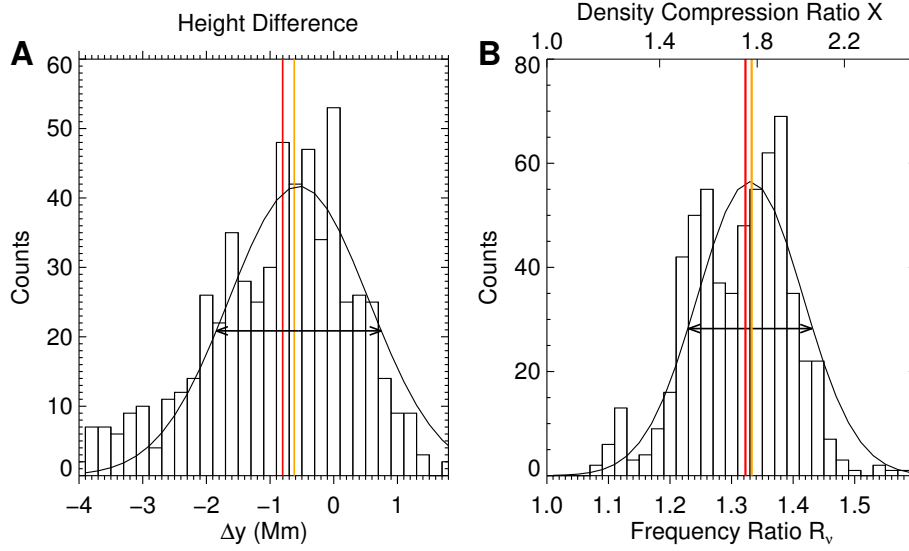 Height Difference
A
60
50
40
30
20
10
0
Counts
−4 −3 −2 −1 0 1
Δy (Mm)
Density Compression Ratio X
1.0 1.4 1.8 2.2
B
80
60
40
20
0
Counts
1.0 1.1 1.2 1.3 1.4 1.5
Frequency Ratio Rν